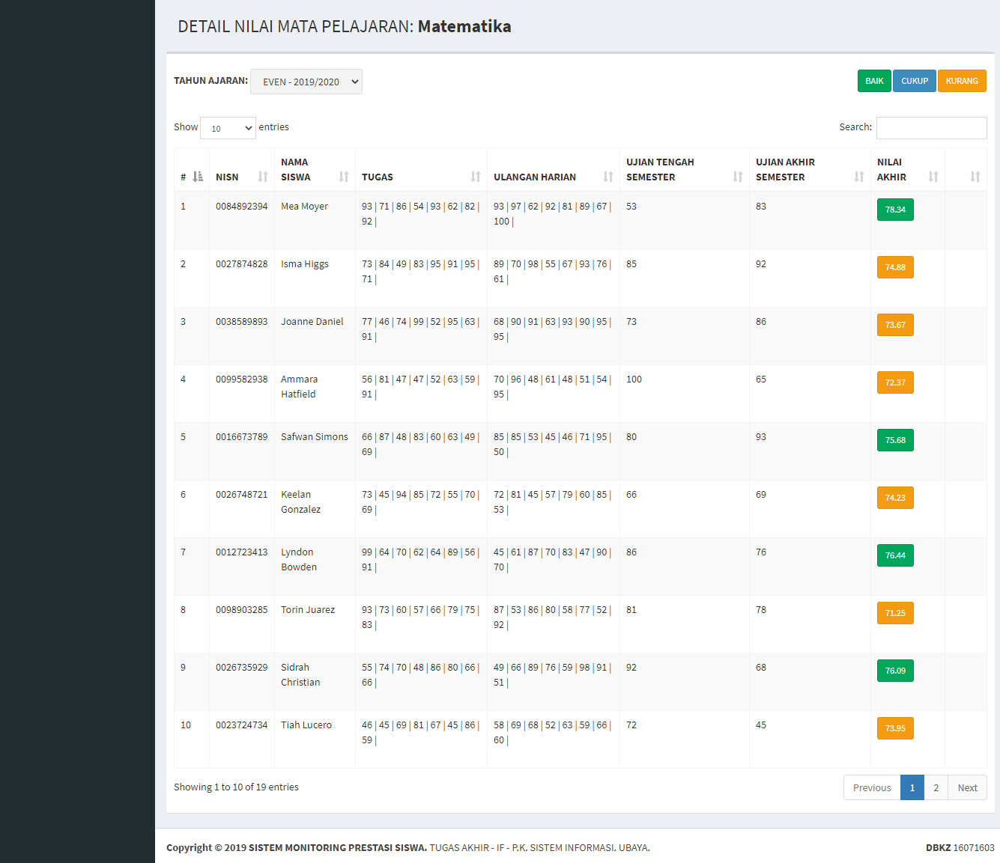 DETAIL NILAI MATA PELAJARAN: Matematika
TAHUN AJARAN: EVEN - 2019/2020 BAIK CUKUP KURANG
Show 10 entries Search:
# NISN NAMA SISWA TUGAS ULANGAN HARIAN UJIAN TENGAH SEMESTER UJIAN AKHIR SEMESTER NILAI AKHIR
1 0084892394 Mea Moyer 93 | 71 | 86 | 54 | 93 | 62 | 82 | 92 | 93 | 97 | 62 | 92 | 81 | 89 | 67 | 100 | 53 83 78.34
2 0027874828 Isma Higgs 73 | 84 | 49 | 83 | 95 | 91 | 95 | 71 | 89 | 70 | 98 | 55 | 67 | 93 | 76 | 61 | 85 92 74.88
3 0038589893 Joanne Daniel 77 | 46 | 74 | 99 | 52 | 95 | 63 | 91 | 68 | 90 | 91 | 63 | 93 | 90 | 95 | 95 | 73 86 73.67
4 0099582938 Ammara Hatfield 56 | 81 | 47 | 47 | 52 | 63 | 59 | 91 | 70 | 96 | 48 | 61 | 48 | 51 | 54 | 95 | 100 65 72.37
5 0016673789 Safwan Simons 66 | 87 | 48 | 83 | 60 | 63 | 49 | 69 | 85 | 85 | 53 | 45 | 46 | 71 | 95 | 50 | 80 93 75.68
6 0026748721 Keelan Gonzalez 73 | 45 | 94 | 85 | 72 | 55 | 70 | 69 | 72 | 81 | 45 | 57 | 79 | 60 | 85 | 53 | 66 69 74.23
7 0012723413 Lyndon Bowden 99 | 64 | 70 | 62 | 64 | 89 | 56 | 91 | 45 | 61 | 87 | 70 | 83 | 47 | 90 | 70 | 86 76 76.44
8 0098903285 Torin Juarez 93 | 73 | 60 | 57 | 66 | 79 | 75 | 83 | 87 | 53 | 86 | 80 | 58 | 77 | 52 | 92 | 81 78 71.25
9 0026735929 Sidrah Christian 55 | 74 | 70 | 48 | 86 | 80 | 66 | 66 | 49 | 66 | 89 | 76 | 59 | 98 | 91 | 51 | 92 68 76.09
10 0023724734 Tiah Lucero 46 | 45 | 69 | 81 | 67 | 45 | 86 | 59 | 58 | 69 | 68 | 52 | 63 | 59 | 66 | 60 | 72 45 73.95
Showing 1 to 10 of 19 entries Previous 1 2 Next
Copyright © 2019 SISTEM MONITORING PRESTASI SISWA. TUGAS AKHIR - IF - P.K. SISTEM INFORMASI. UBAYA. DBKZ 16071603